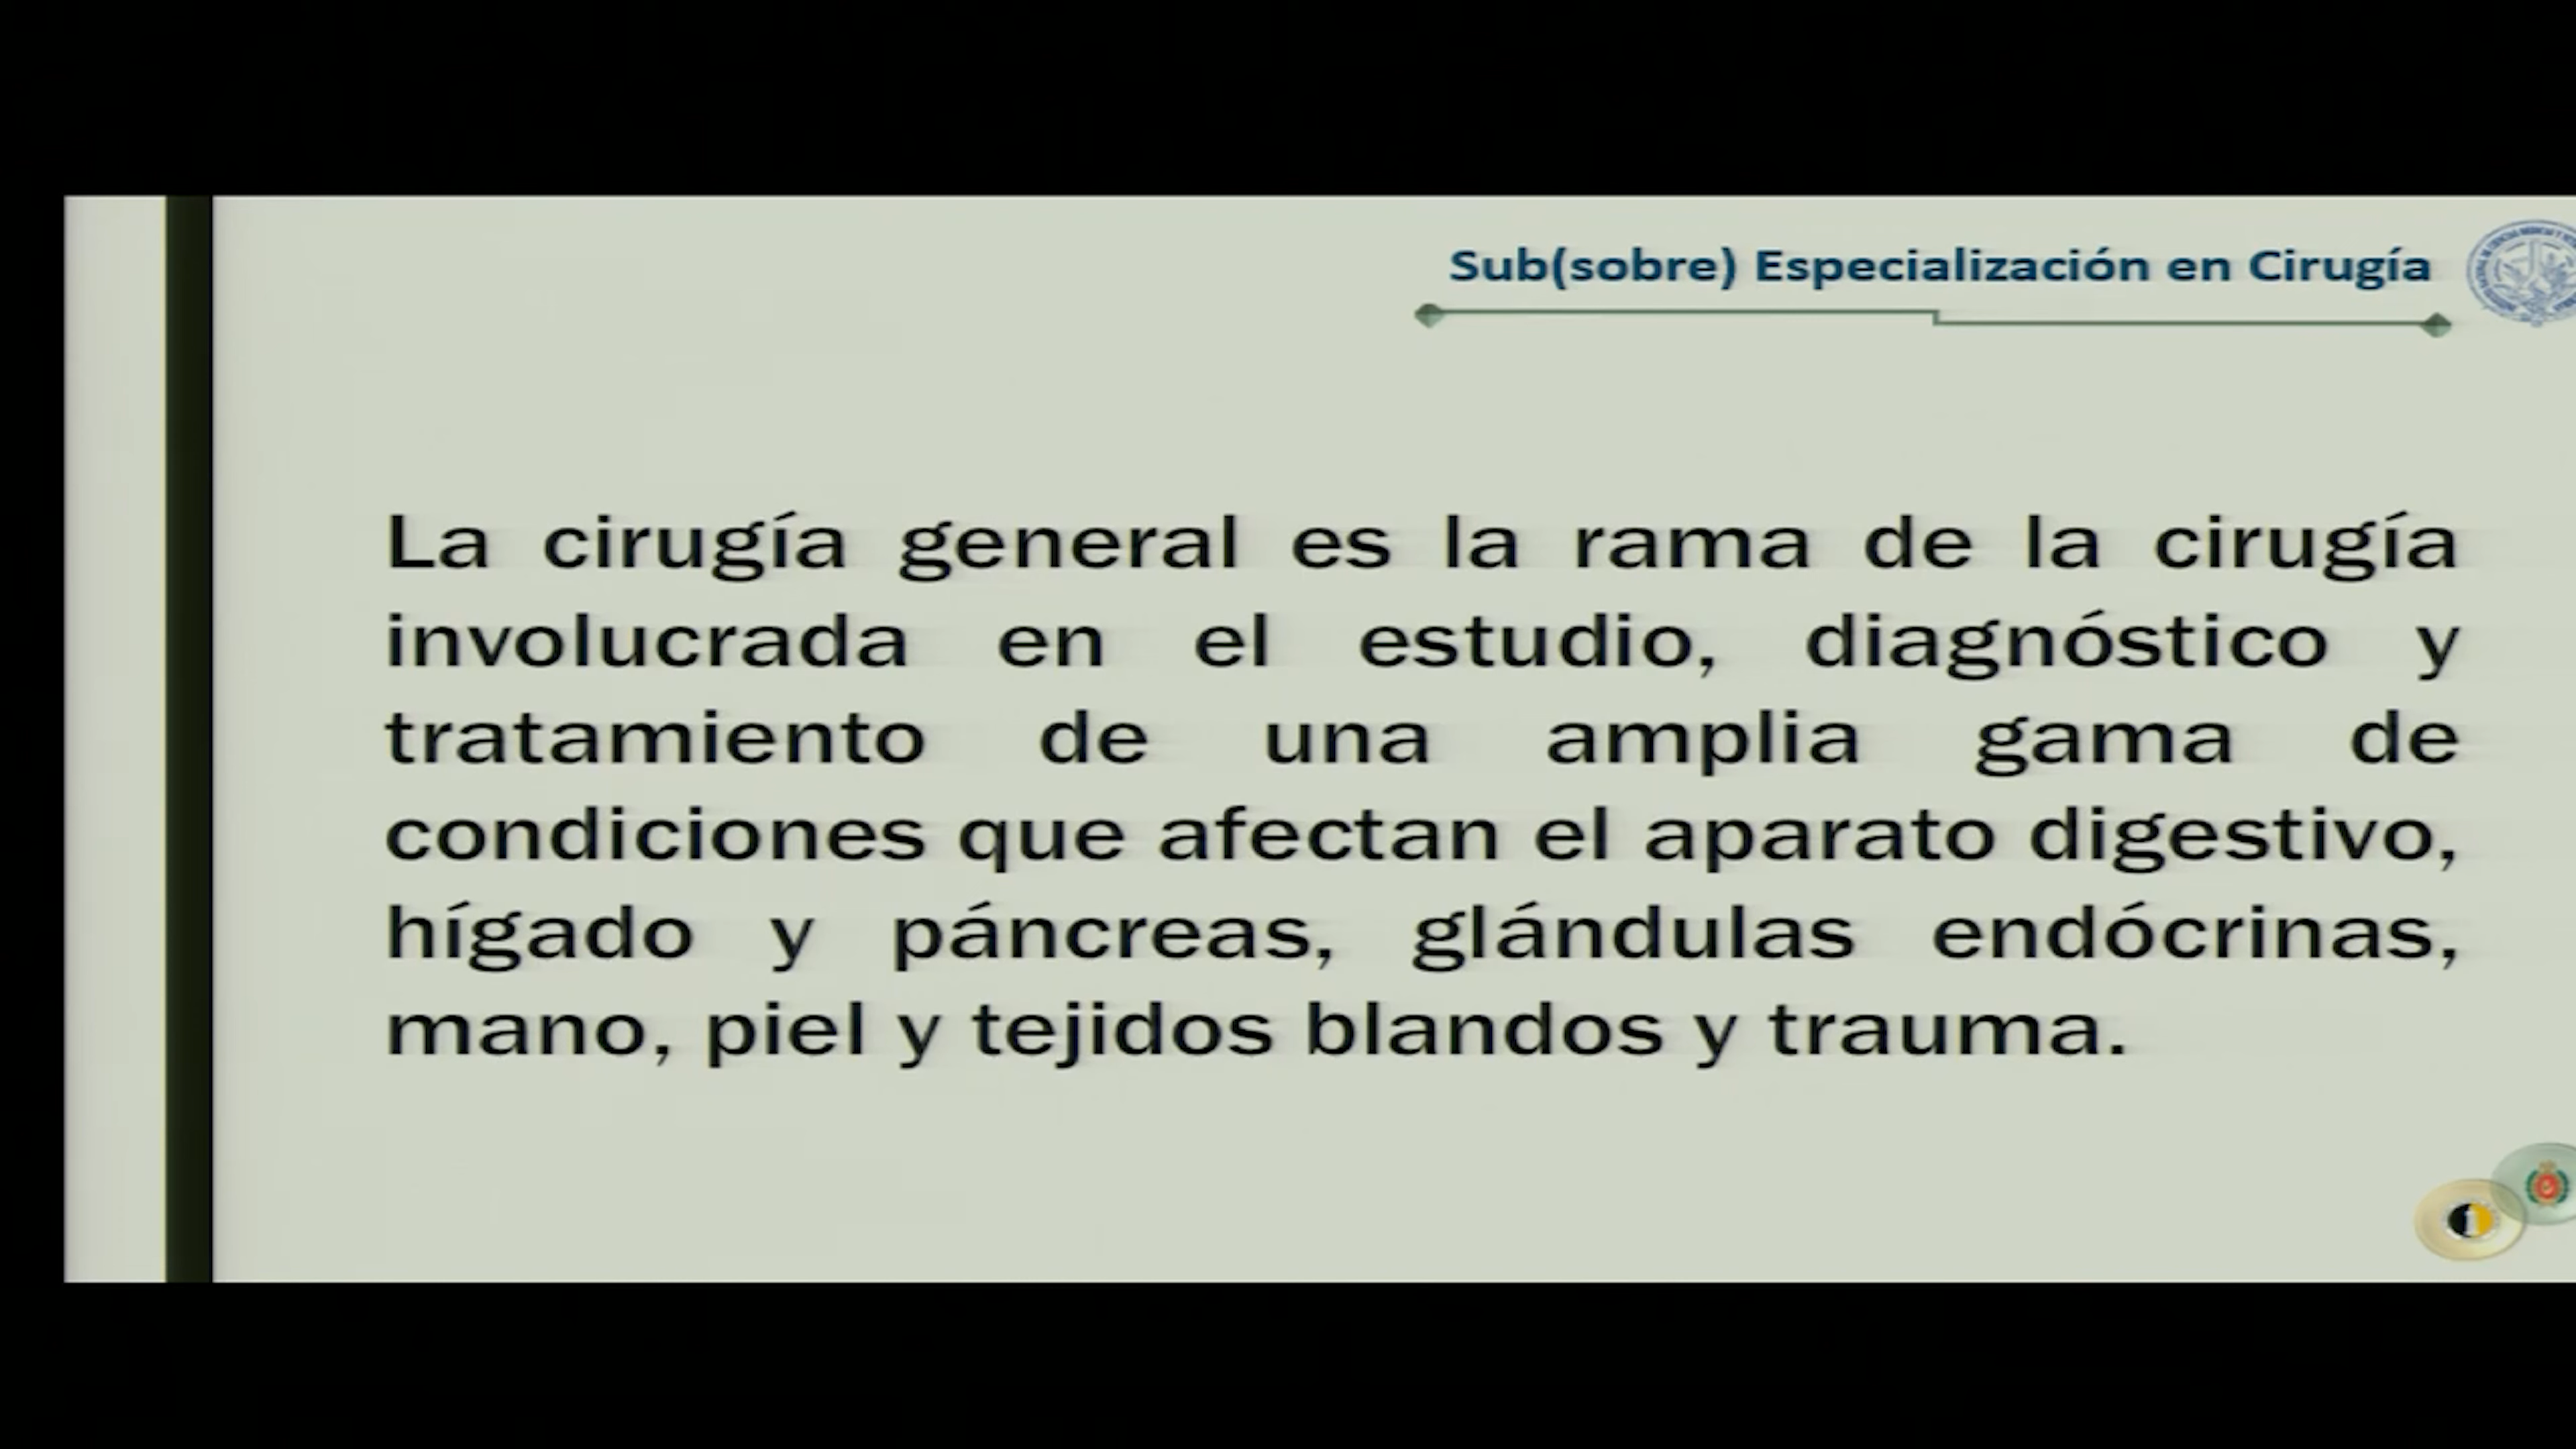 Sub(sobre) Especialización en Cirugía
La cirugía general es la rama de la cirugía
involucrada en el estudio, diagnóstico y
tratamiento de una amplia gama de
condiciones que afectan el aparato digestivo,
hígado y páncreas, glándulas endócrinas,
mano, piel y tejidos blandos y trauma.